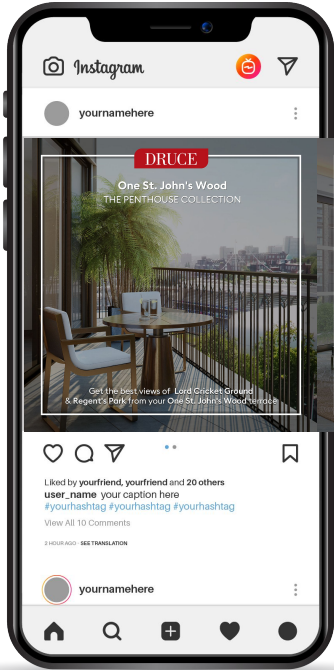 Instagram
yournamehere
DRUCE
One St. John's Wood
THE PENTHOUSE COLLECTION
Get the best views of Lord Cricket Ground
& Regent's Park from your One St. John's Wood terrace
Liked by yourfriend, yourfriend and 20 others
user_name your caption here
#yourhashtag #yourhashtag #yourhashtag
View All 10 Comments
2 HOUR AGO · SEE TRANSLATION
yournamehere